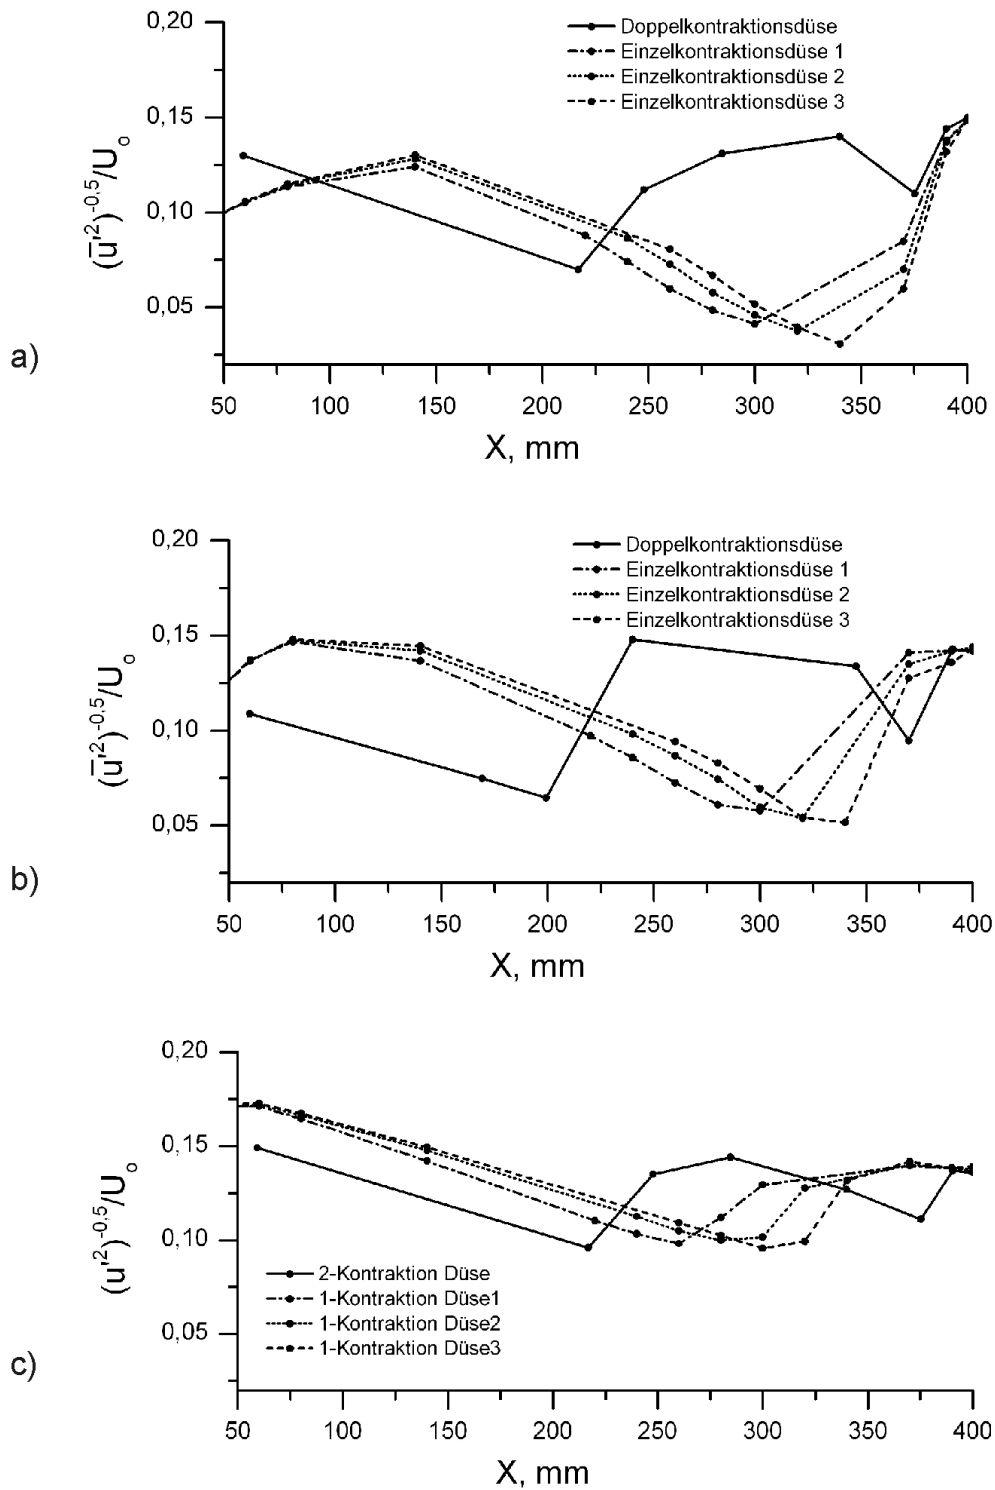 0,20
0,15
0,10
0,05
(u̅'²)⁻⁰·⁵/Uₒ
Doppelkontraktionsdüse
Einzelkontraktionsdüse 1
Einzelkontraktionsdüse 2
Einzelkontraktionsdüse 3
a)
50 100 150 200 250 300 350 400
X, mm
0,20
0,15
0,10
0,05
(u̅'²)⁻⁰·⁵/Uₒ
Doppelkontraktionsdüse
Einzelkontraktionsdüse 1
Einzelkontraktionsdüse 2
Einzelkontraktionsdüse 3
b)
50 100 150 200 250 300 350 400
X, mm
0,20
0,15
0,10
0,05
(u'²)⁻⁰·⁵/Uₒ
2-Kontraktion Düse
1-Kontraktion Düse1
1-Kontraktion Düse2
1-Kontraktion Düse3
c)
50 100 150 200 250 300 350 400
X, mm